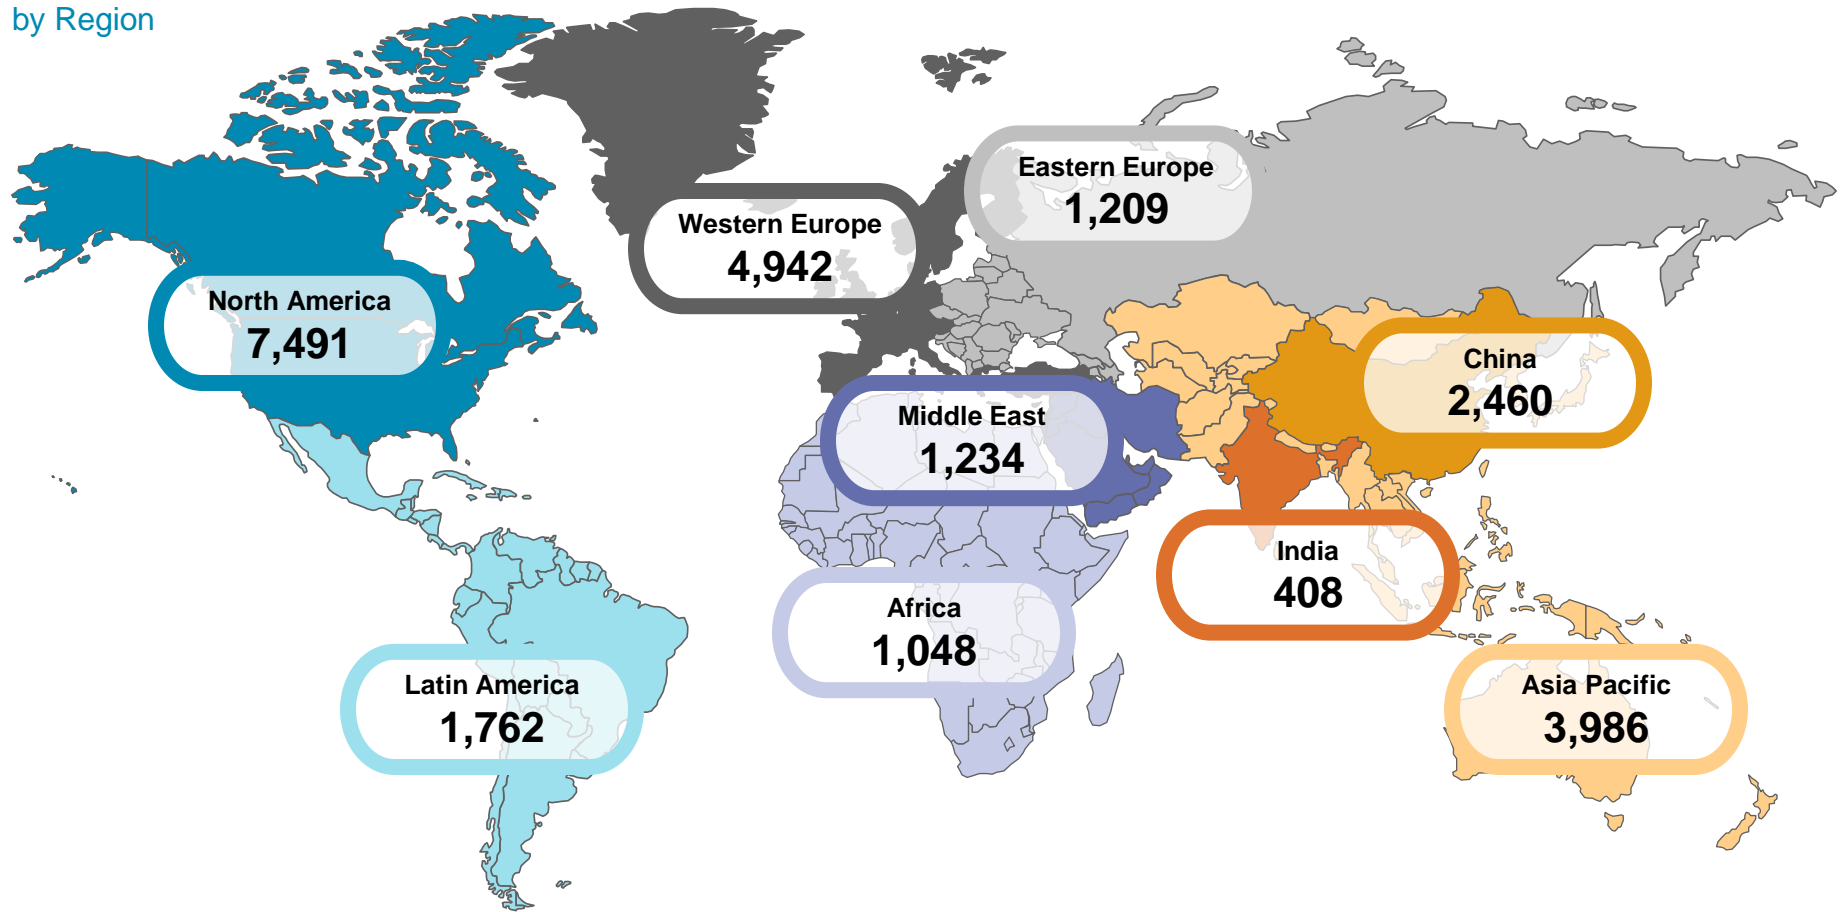 by Region
Eastern Europe
1,209
Western Europe
4,942
North America
7,491
China
2,460
Middle East
1,234
India
408
Africa
1,048
Latin America
1,762
Asia Pacific
3,986